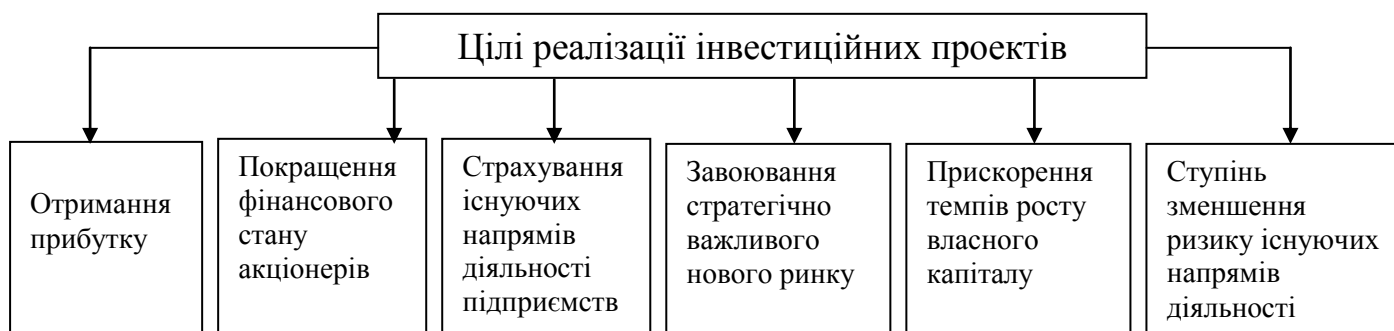 Цілі реалізації інвестиційних проектів
Отримання
прибутку
Покращення
фінансового
стану
акціонерів
Страхування
існуючих
напрямів
діяльності
підприємств
Завоювання
стратегічно
важливого
нового ринку
Прискорення
темпів росту
власного
капіталу
Ступінь
зменшення
ризику існуючих
напрямів
діяльності